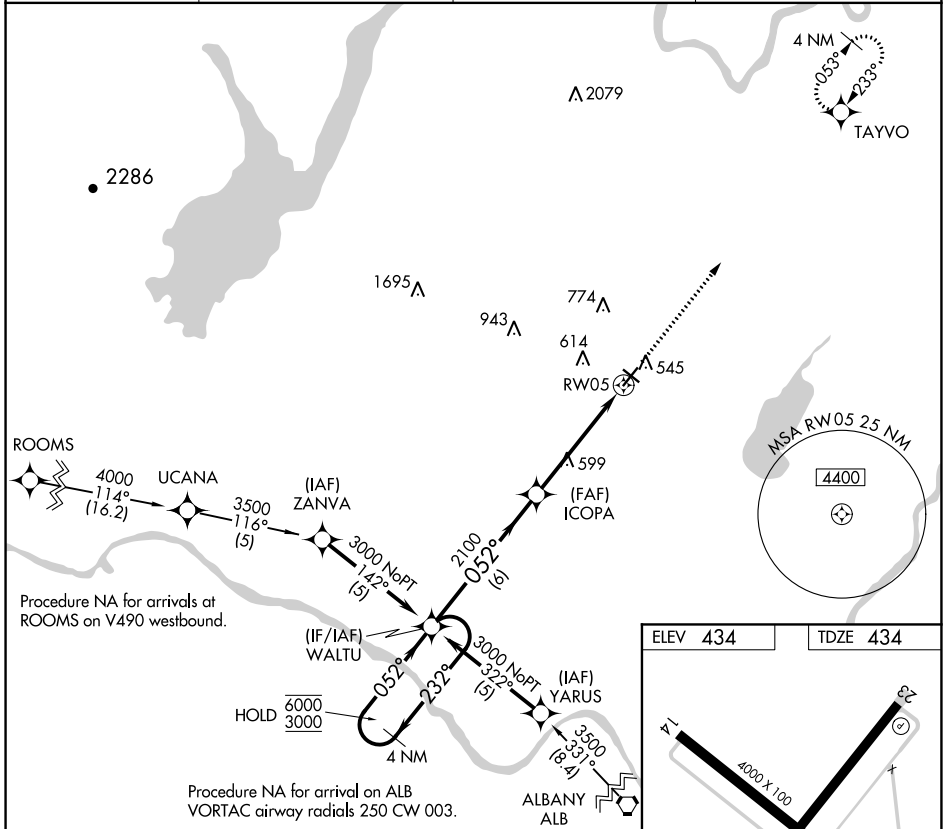 4 NM
053°
233°
TAYVO
2079
2286
1695
943
774
614
545
RW05
599
MSA RW05 25 NM
4400
ROOMS
4000
114°
(16.2)
UCANA
3500
116°
(5)
(IAF)
ZANVA
3000 NoPT
142°
(5)
(FAF)
ICOPA
2100
052°
(6)
Procedure NA for arrivals at
ROOMS on V490 westbound.
(IF/IAF)
WALTU
052°
232°
3000 NoPT
322°
(5)
(IAF)
YARUS
HOLD 6000
3000
4 NM
3500
331°
(8.4)
Procedure NA for arrival on ALB
VORTAC airway radials 250 CW 003.
ALBANY
ALB
ELEV 434
TDZE 434
14
23
P
4000 X 100
X